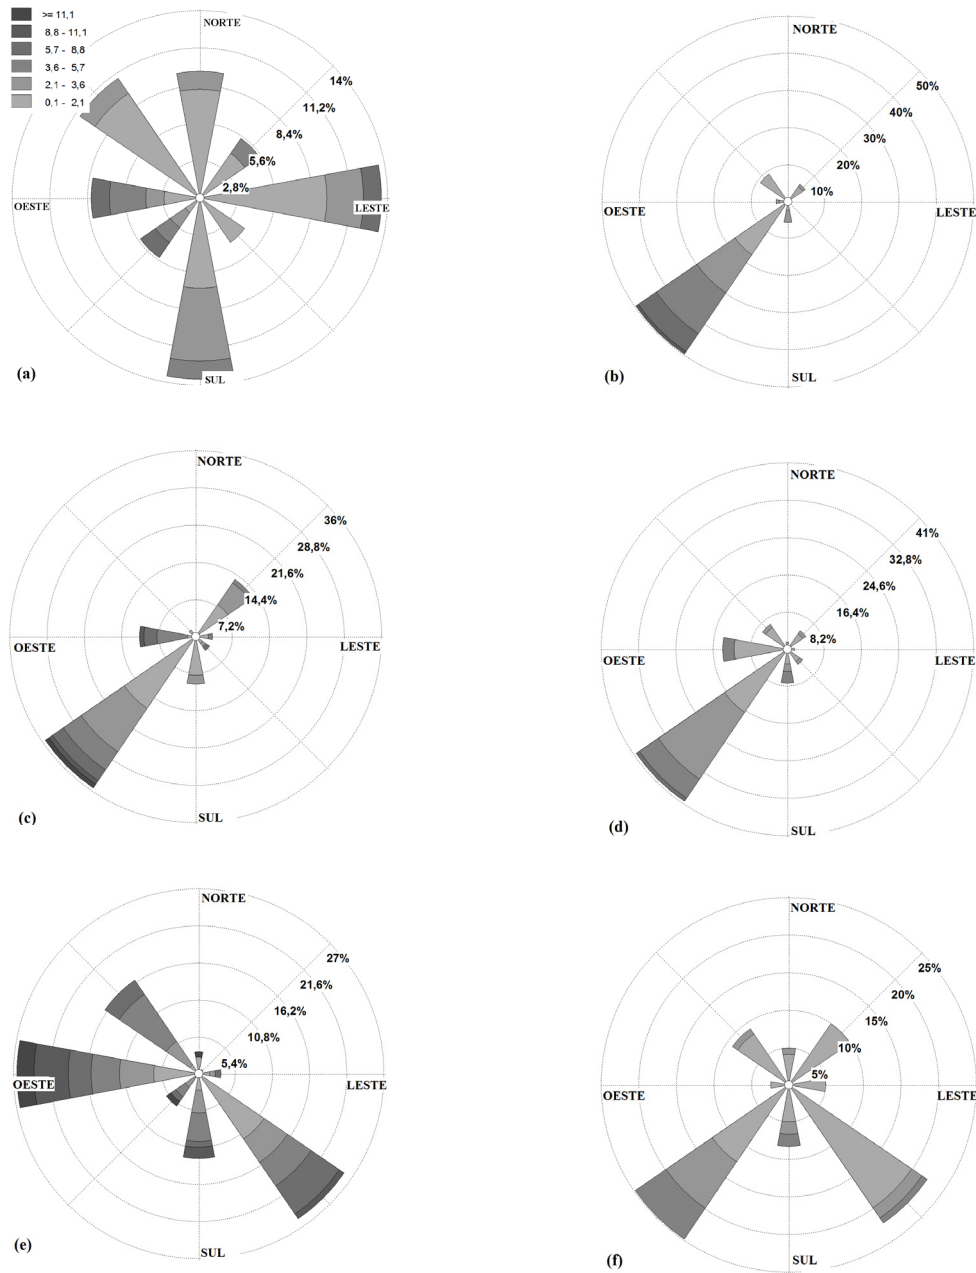 >= 11,1
8,8 - 11,1
5,7 - 8,8
3,6 - 5,7
2,1 - 3,6
0,1 - 2,1
NORTE
14%
11,2%
8,4%
5,6%
2,8%
OESTE
LESTE
SUL
(a)
NORTE
50%
40%
30%
20%
10%
OESTE
LESTE
SUL
(b)
NORTE
36%
28,8%
21,6%
14,4%
7,2%
OESTE
LESTE
SUL
(c)
NORTE
41%
32,8%
24,6%
16,4%
8,2%
OESTE
LESTE
SUL
(d)
NORTE
27%
21,6%
16,2%
10,8%
5,4%
OESTE
LESTE
SUL
(e)
NORTE
25%
20%
15%
10%
5%
OESTE
LESTE
SUL
(f)